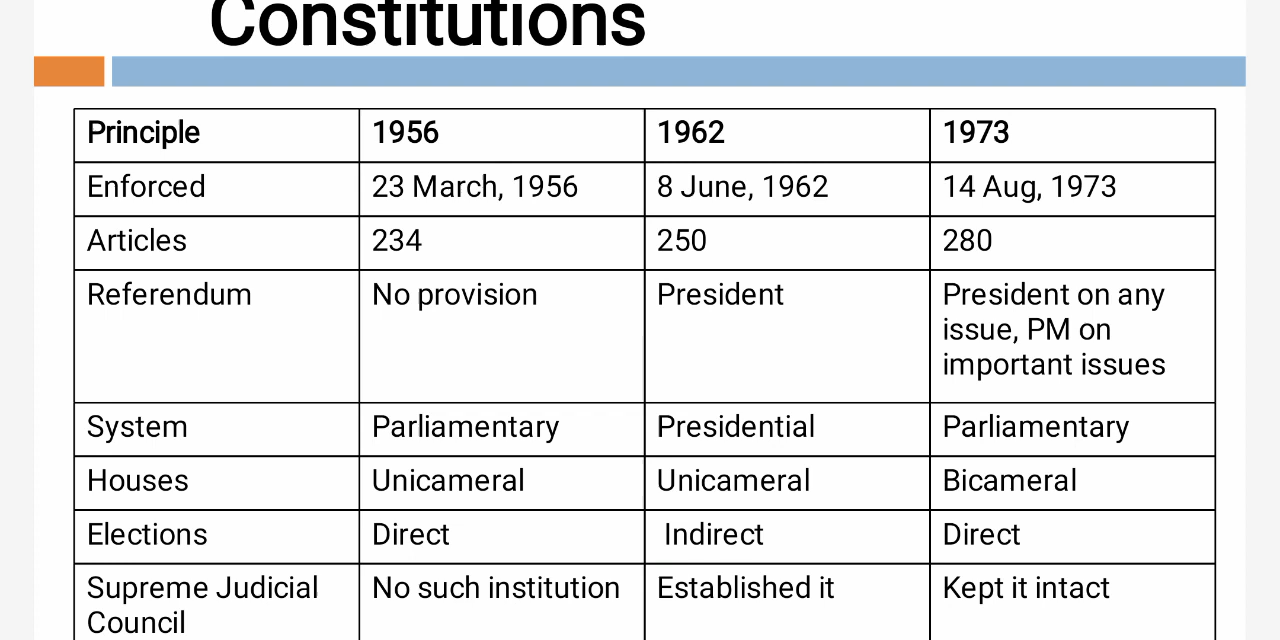 Constitutions
Principle 1956 1962 1973
Enforced 23 March, 1956 8 June, 1962 14 Aug, 1973
Articles 234 250 280
Referendum No provision President President on any
issue, PM on
important issues
System Parliamentary Presidential Parliamentary
Houses Unicameral Unicameral Bicameral
Elections Direct Indirect Direct
Supreme Judicial No such institution Established it Kept it intact
Council